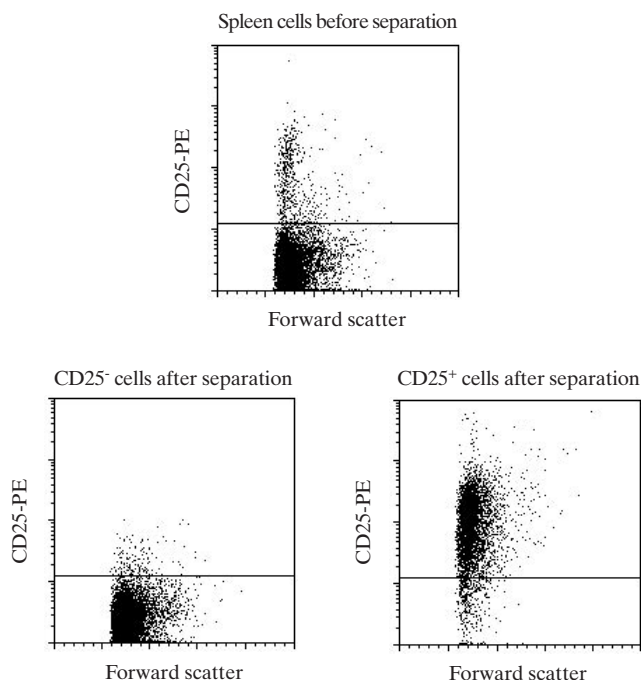 Spleen cells before separation
CD25-PE
Forward scatter
CD25⁻ cells after separation
CD25-PE
Forward scatter
CD25⁺ cells after separation
CD25-PE
Forward scatter